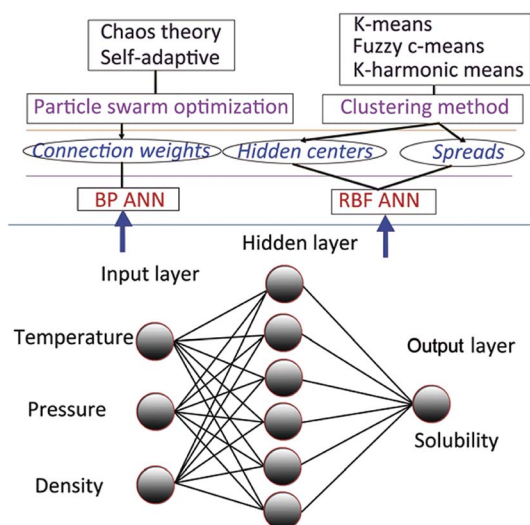 Chaos theory
Self-adaptive
K-means
Fuzzy c-means
K-harmonic means
Particle swarm optimization
Clustering method
Connection weights
Hidden centers
Spreads
BP ANN
RBF ANN
Hidden layer
Input layer
Temperature
Output layer
Pressure
Solubility
Density